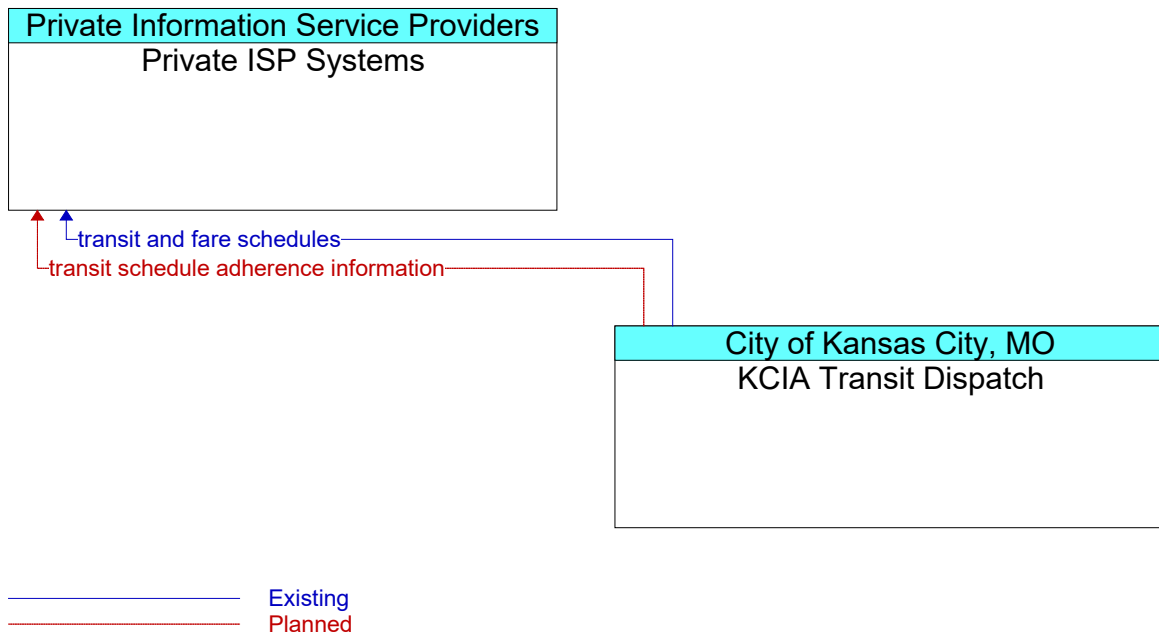 Private Information Service Providers
Private ISP Systems
transit and fare schedules
transit schedule adherence information
City of Kansas City, MO
KCIA Transit Dispatch
Existing
Planned